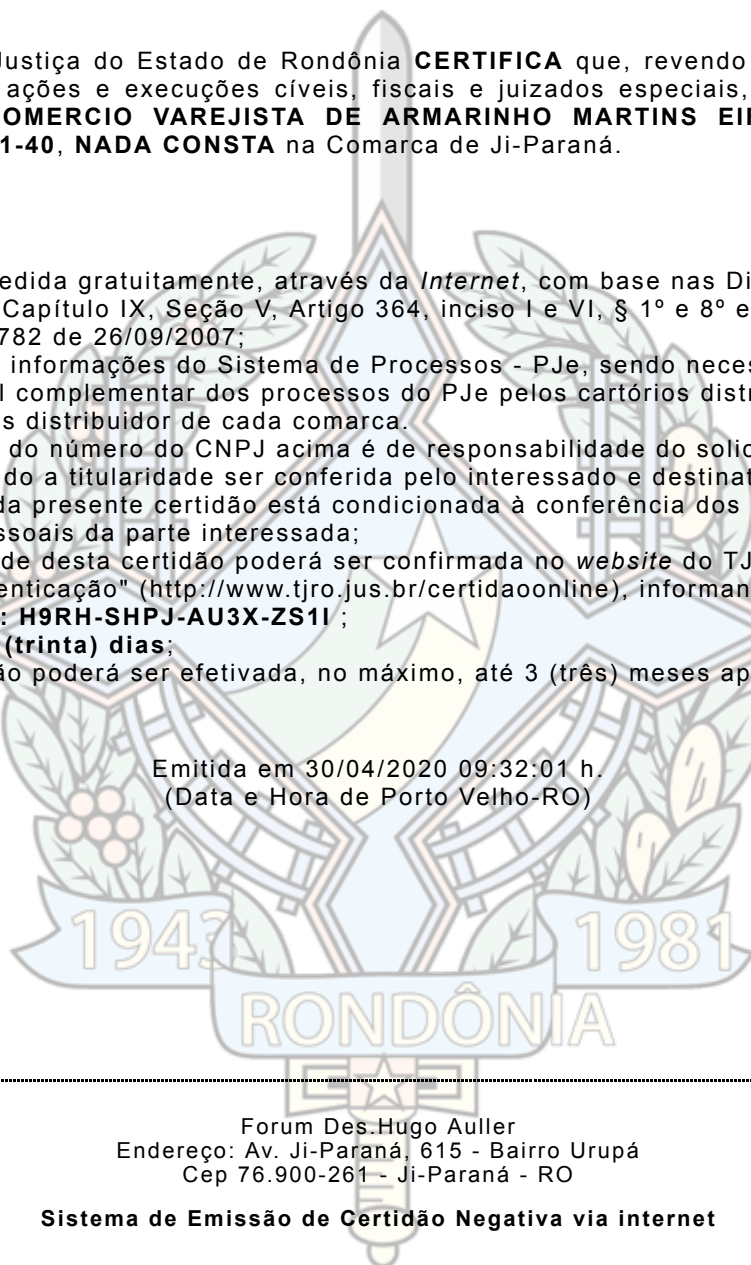 Justiça do Estado de Rondônia CERTIFICA que, revendo
ações e execuções cíveis, fiscais e juizados especiais,
OMERCIO VAREJISTA DE ARMARINHO MARTINS EI
1-40, NADA CONSTA na Comarca de Ji-Paraná.
edida gratuitamente, através da Internet, com base nas Di
Capítulo IX, Seção V, Artigo 364, inciso I e VI, § 1º e 8º e
782 de 26/09/2007;
informações do Sistema de Processos - PJe, sendo neces
l complementar dos processos do PJe pelos cartórios distr
s distribuidor de cada comarca.
do número do CNPJ acima é de responsabilidade do solic
do a titularidade ser conferida pelo interessado e destinat
da presente certidão está condicionada à conferência dos
ssoais da parte interessada;
de desta certidão poderá ser confirmada no website do TJ
enticação" (http://www.tjro.jus.br/certidaoonline), informan
: H9RH-SHPJ-AU3X-ZS1I ;
(trinta) dias;
ão poderá ser efetivada, no máximo, até 3 (três) meses ap
Emitida em 30/04/2020 09:32:01 h.
(Data e Hora de Porto Velho-RO)
1943 1981
RONDÔNIA
Forum Des.Hugo Auller
Endereço: Av. Ji-Paraná, 615 - Bairro Urupá
Cep 76.900-261 - Ji-Paraná - RO
Sistema de Emissão de Certidão Negativa via internet